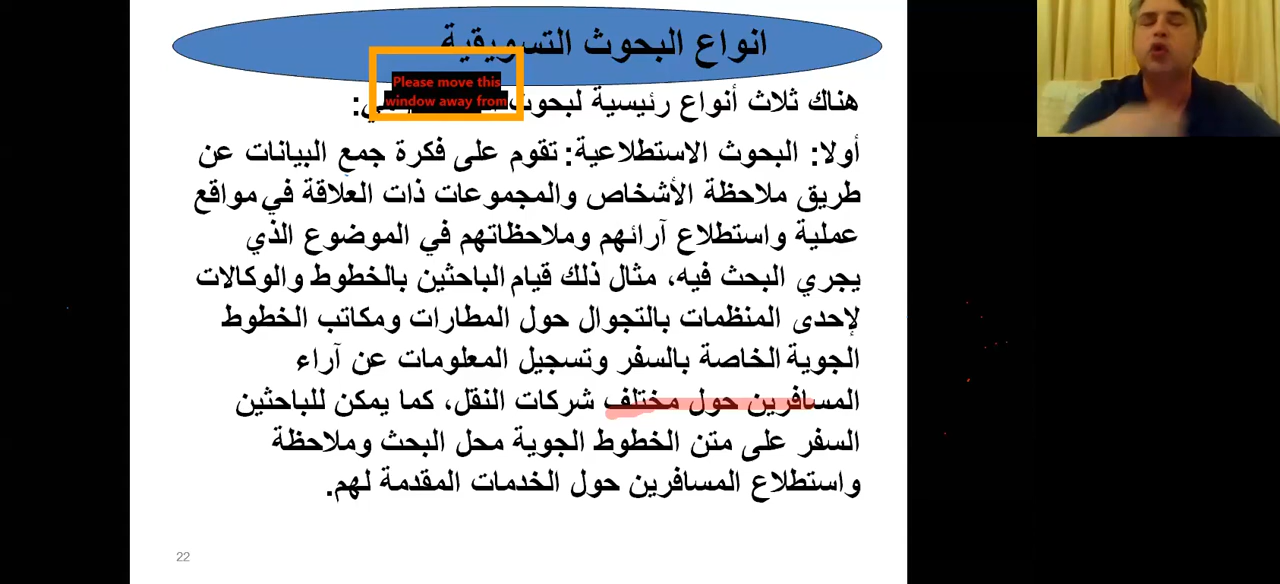 انواع البحوث التسويقية
Please move this
window away from
هناك ثلاث أنواع رئيسية لبحوث
أولا: البحوث الاستطلاعية: تقوم على فكرة جمع البيانات عن
طريق ملاحظة الأشخاص والمجموعات ذات العلاقة في مواقع
عملية واستطلاع آرائهم وملاحظاتهم في الموضوع الذي
يجري البحث فيه، مثال ذلك قيام الباحثين بالخطوط والوكالات
لإحدى المنظمات بالتجوال حول المطارات ومكاتب الخطوط
الجوية الخاصة بالسفر وتسجيل المعلومات عن آراء
المسافرين حول مختلف شركات النقل، كما يمكن للباحثين
السفر على متن الخطوط الجوية محل البحث وملاحظة
واستطلاع المسافرين حول الخدمات المقدمة لهم.
22